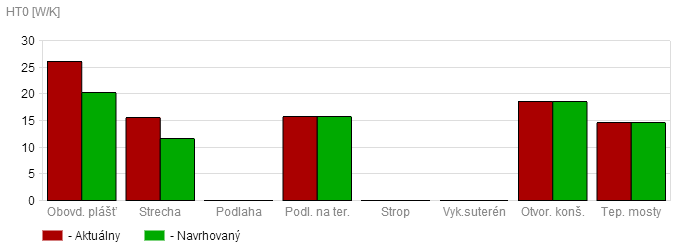 HT0 [W/K]
30
25
20
15
10
5
0
Obovd. plášť Strecha Podlaha Podl. na ter. Strop Vyk.suterén Otvor. konš. Tep. mosty
- Aktuálny - Navrhovaný